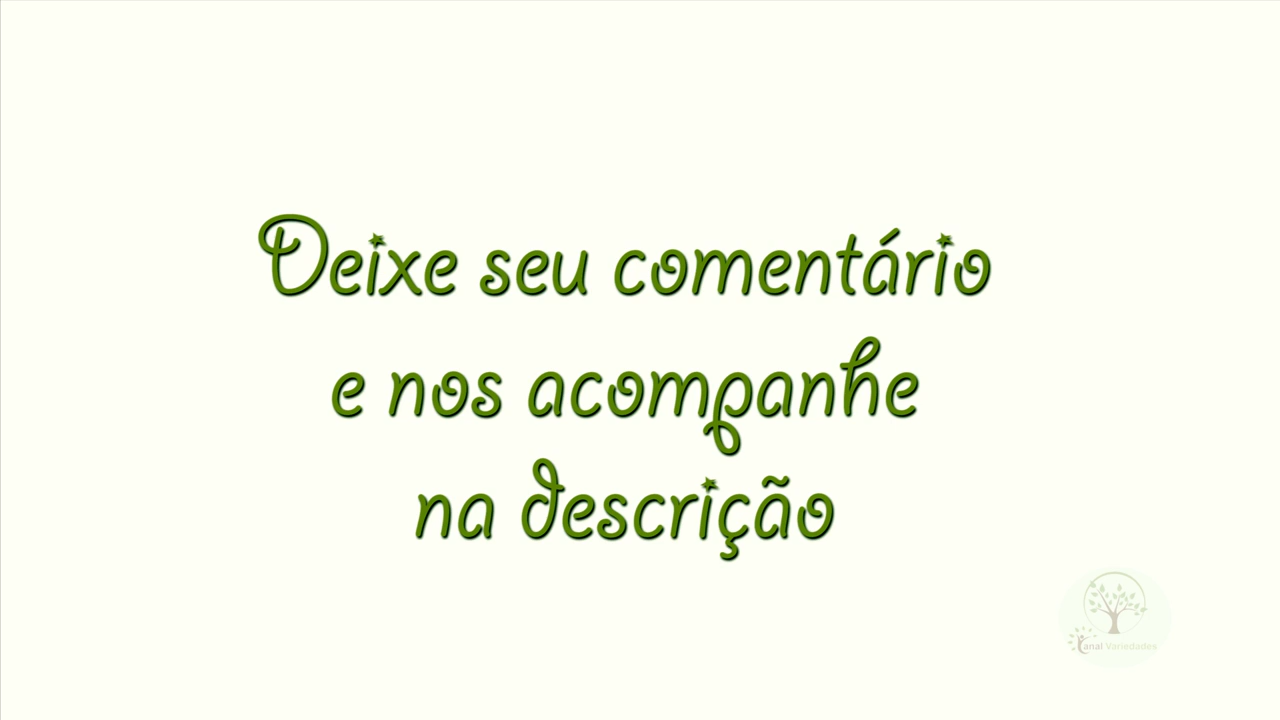 Deixe seu comentário
e nos acompanhe
na descrição
Canal Variedades